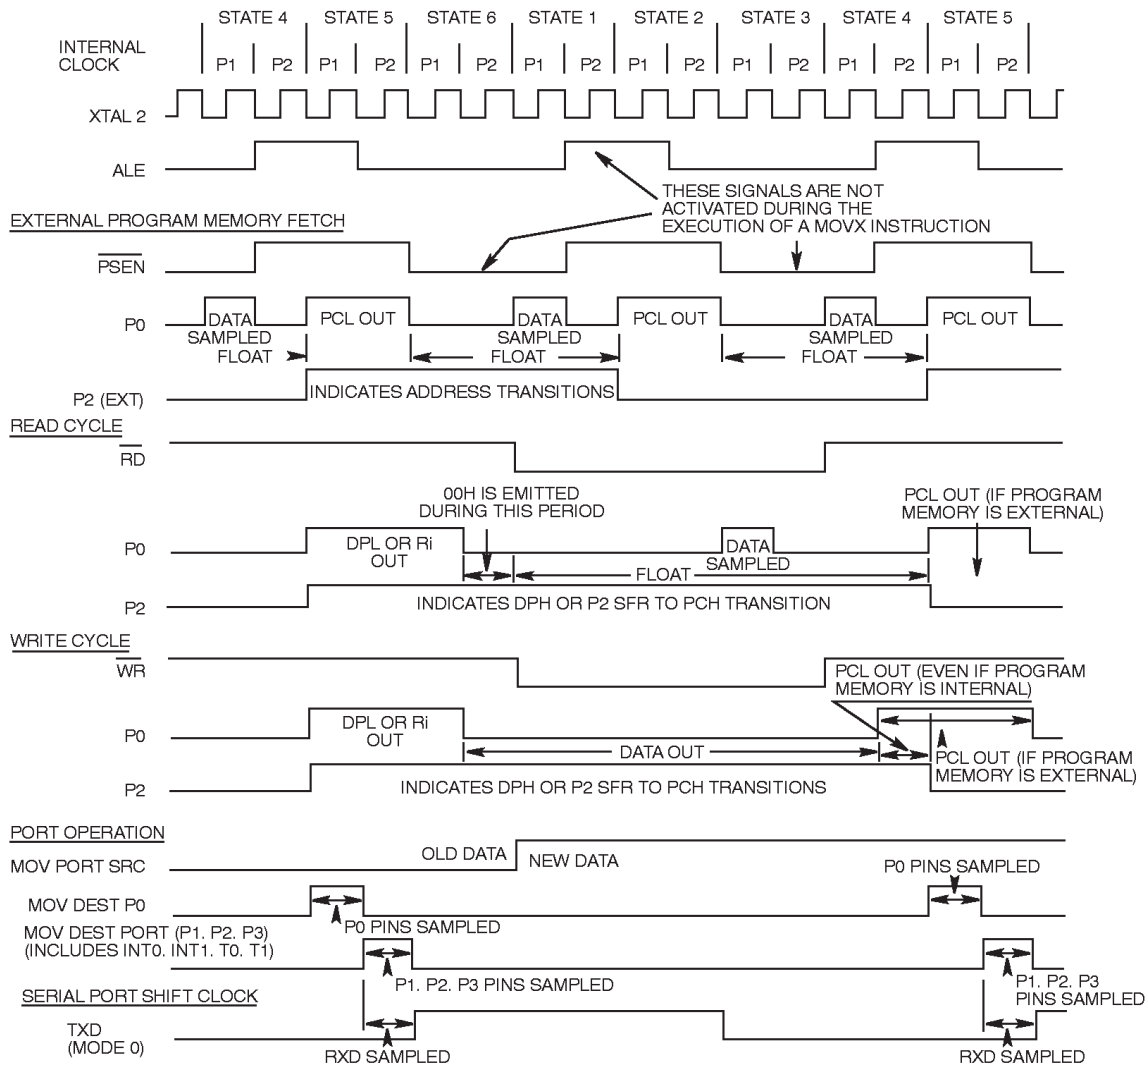 STATE 4 STATE 5 STATE 6 STATE 1 STATE 2 STATE 3 STATE 4 STATE 5
INTERNAL
CLOCK
P1 P2 P1 P2 P1 P2 P1 P2 P1 P2 P1 P2 P1 P2 P1 P2
XTAL 2
ALE
THESE SIGNALS ARE NOT
ACTIVATED DURING THE
EXECUTION OF A MOVX INSTRUCTION
EXTERNAL PROGRAM MEMORY FETCH
PSEN
P0
DATA PCL OUT DATA PCL OUT DATA PCL OUT
SAMPLED SAMPLED SAMPLED
FLOAT FLOAT FLOAT
P2 (EXT)
INDICATES ADDRESS TRANSITIONS
READ CYCLE
RD
00H IS EMITTED
DURING THIS PERIOD
PCL OUT (IF PROGRAM
MEMORY IS EXTERNAL)
P0
DPL OR Ri
OUT
DATA
SAMPLED
FLOAT
P2
INDICATES DPH OR P2 SFR TO PCH TRANSITION
WRITE CYCLE
WR
PCL OUT (EVEN IF PROGRAM
MEMORY IS INTERNAL)
P0
DPL OR Ri
OUT
DATA OUT
PCL OUT (IF PROGRAM
MEMORY IS EXTERNAL)
P2
INDICATES DPH OR P2 SFR TO PCH TRANSITIONS
PORT OPERATION
MOV PORT SRC
OLD DATA NEW DATA
P0 PINS SAMPLED
MOV DEST P0
P0 PINS SAMPLED
MOV DEST PORT (P1. P2. P3)
(INCLUDES INT0. INT1. T0. T1)
P1. P2. P3 PINS SAMPLED
P1. P2. P3
PINS SAMPLED
SERIAL PORT SHIFT CLOCK
TXD
(MODE 0)
RXD SAMPLED RXD SAMPLED